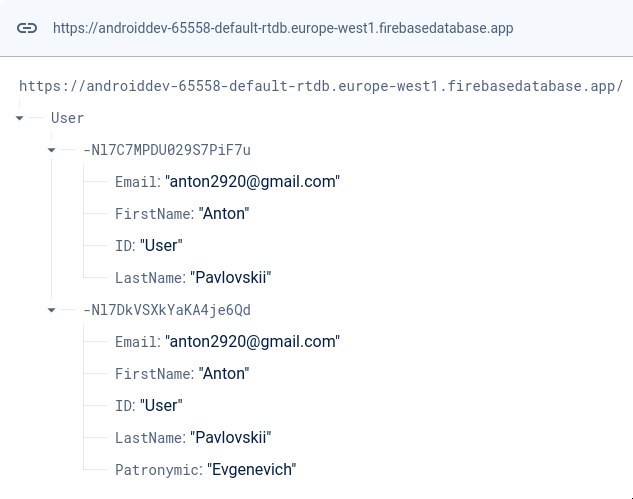 https://androiddev-65558-default-rtdb.europe-west1.firebasedatabase.app
https://androiddev-65558-default-rtdb.europe-west1.firebasedatabase.app/
User
-Nl7C7MPDU029S7PiF7u
Email: "anton2920@gmail.com"
FirstName: "Anton"
ID: "User"
LastName: "Pavlovskii"
-Nl7DkVSXkYaKA4je6Qd
Email: "anton2920@gmail.com"
FirstName: "Anton"
ID: "User"
LastName: "Pavlovskii"
Patronymic: "Evgenevich"